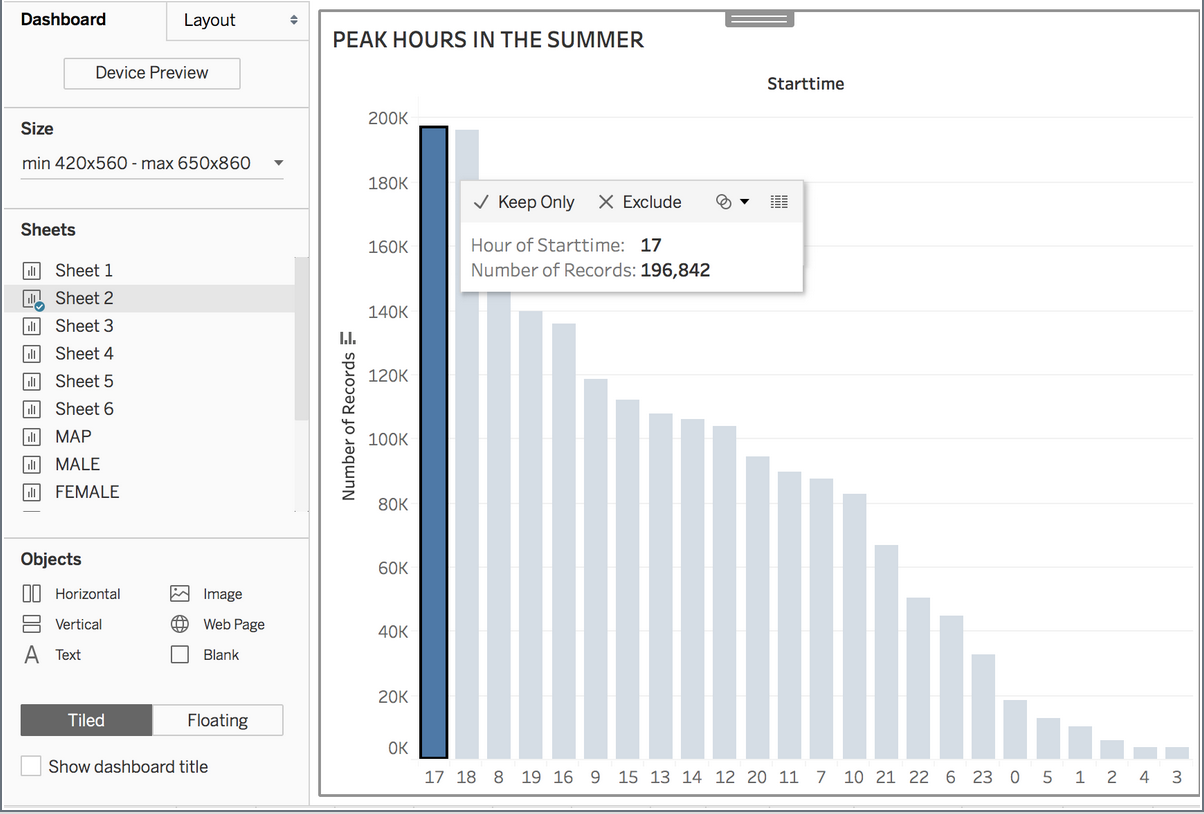 Dashboard
Layout
Device Preview
Size
min 420x560 - max 650x860
Sheets
Sheet 1
Sheet 2
Sheet 3
Sheet 4
Sheet 5
Sheet 6
MAP
MALE
FEMALE
Objects
Horizontal Image
Vertical Web Page
A Text Blank
Tiled Floating
Show dashboard title
PEAK HOURS IN THE SUMMER
Starttime
200K
180K
160K
140K
120K
100K
80K
60K
40K
20K
0K
Number of Records
Keep Only Exclude
Hour of Starttime: 17
Number of Records: 196,842
17 18 8 19 16 9 15 13 14 12 20 11 7 10 21 22 6 23 0 5 1 2 4 3